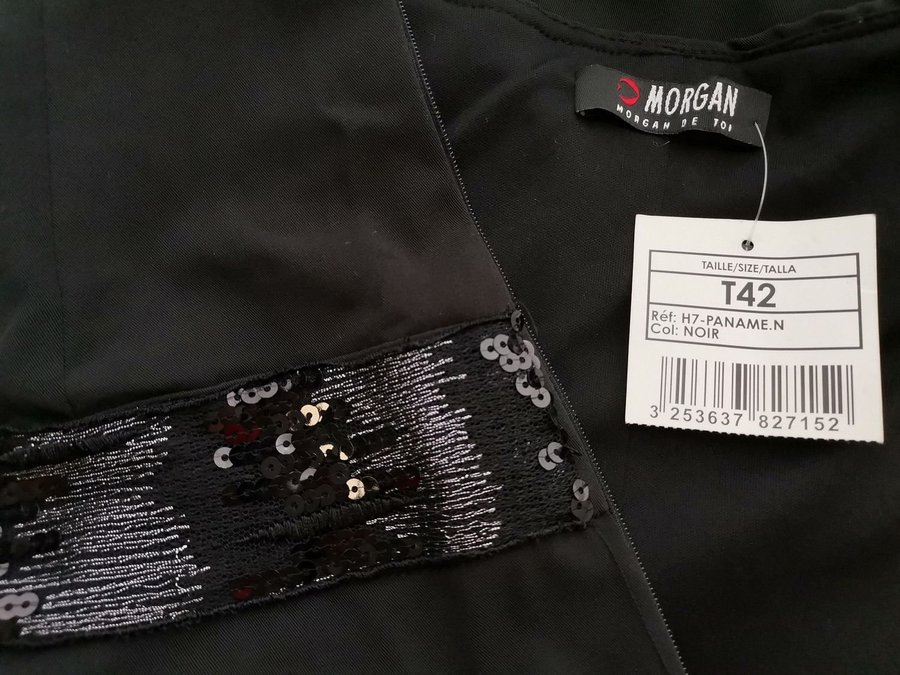 MORGAN
MORGAN DE TOI
TAILLE/SIZE/TALLA
T42
Réf: H7-PANAME.N
Col: NOIR
3 253637 827152